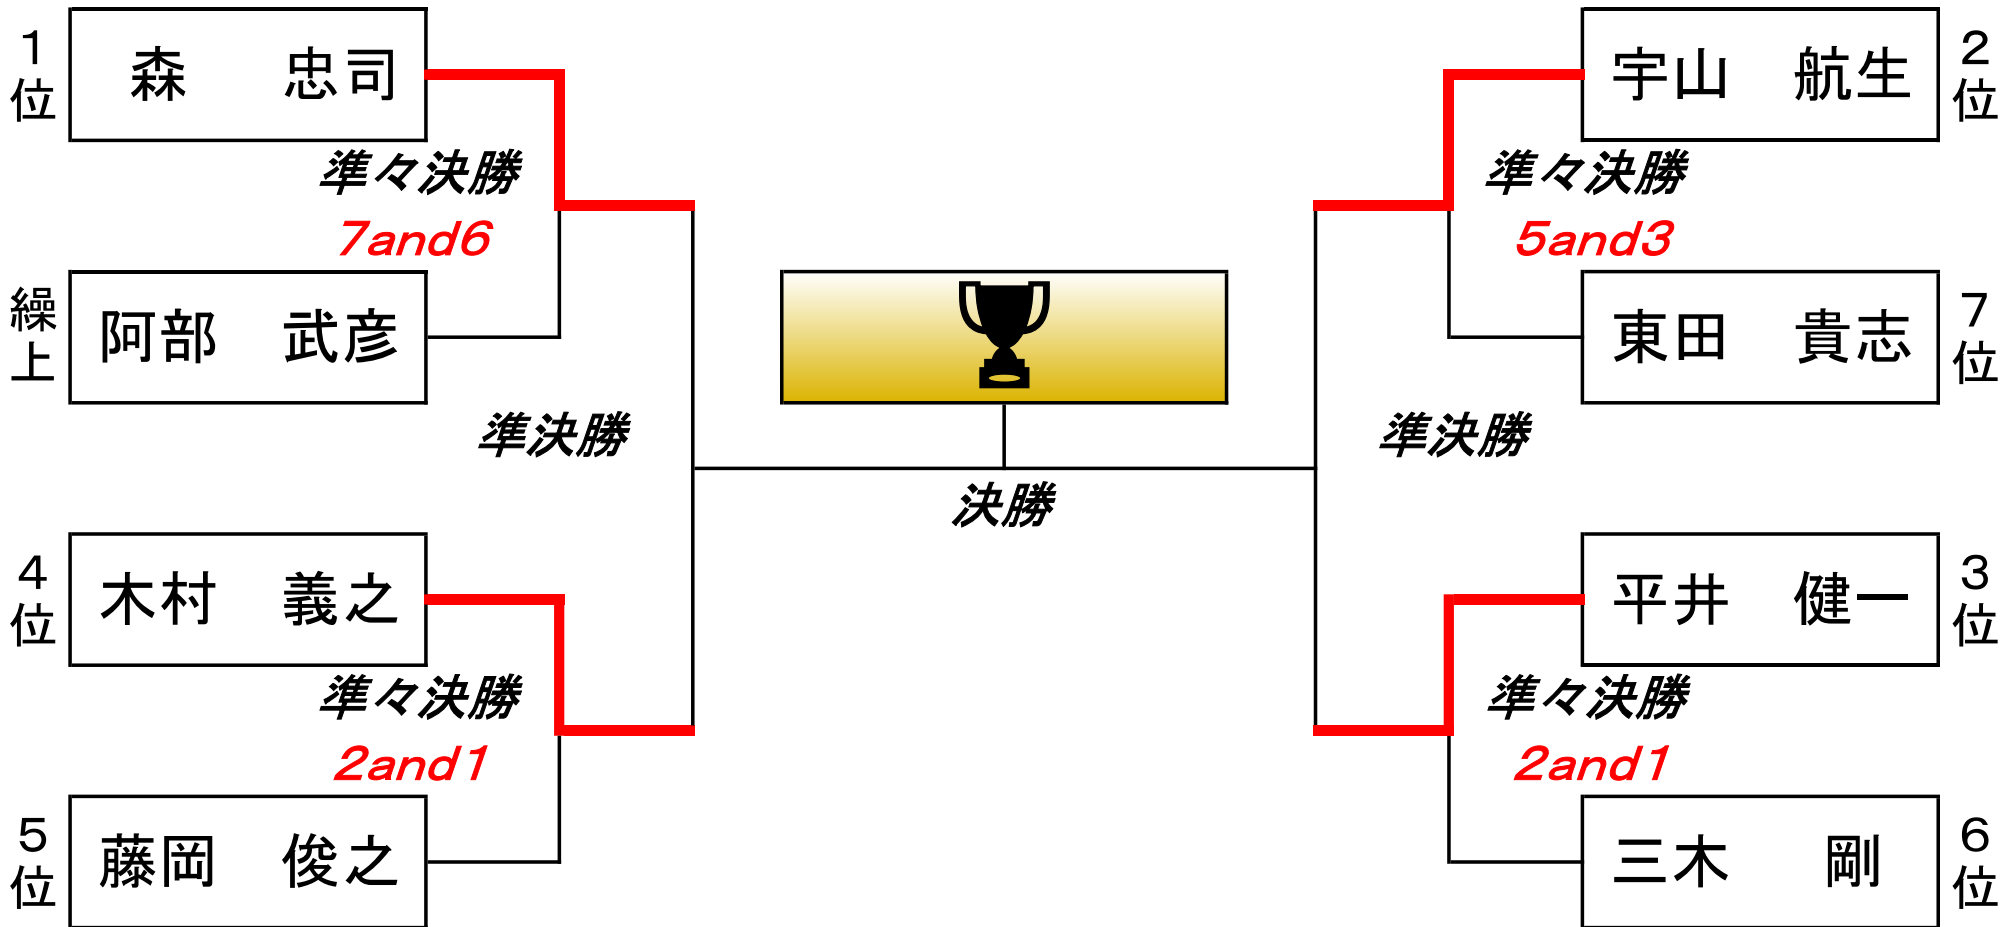 1位
森 忠司
準々決勝
7and6
繰上
阿部 武彦
準決勝
4位
木村 義之
準々決勝
2and1
5位
藤岡 俊之
決勝
宇山 航生
2位
準々決勝
5and3
東田 貴志
7位
準決勝
平井 健一
3位
準々決勝
2and1
三木 剛
6位